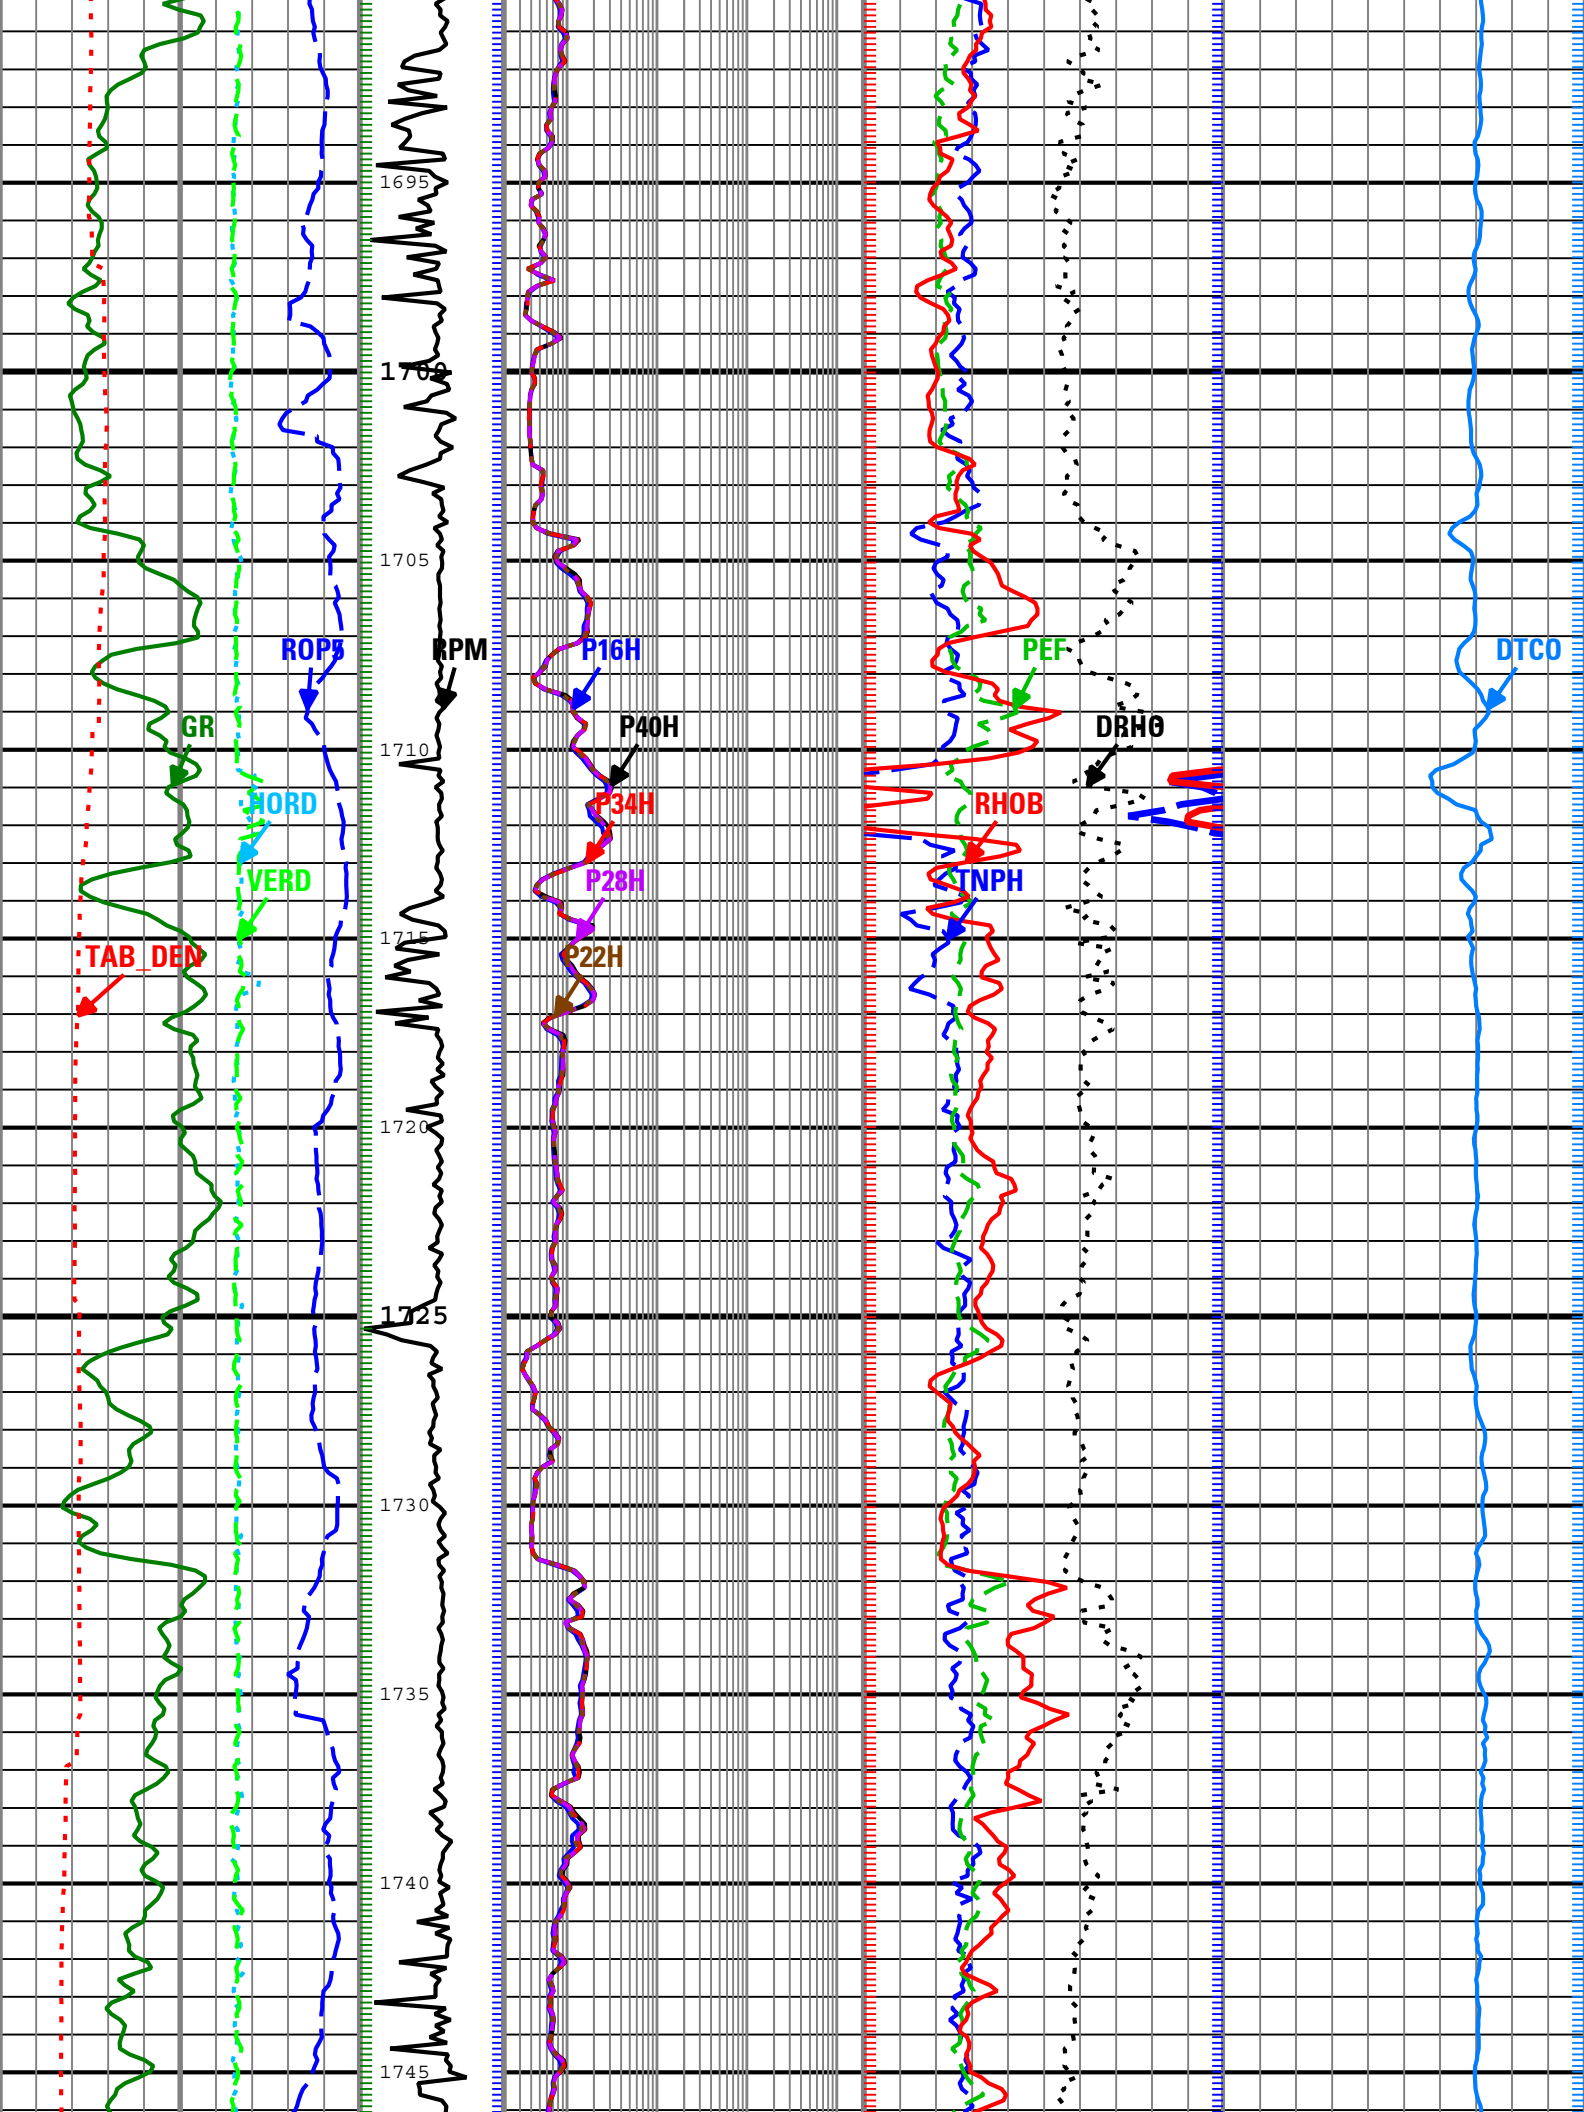 1695
1700
1705
ROP5 RPM P16H PEF DTCO
GR P40H DRHO
1710
HORD P34H RHOB
VERD P28H TNPH
1715
TAB_DEN P22H
1720
1725
1730
1735
1740
1745